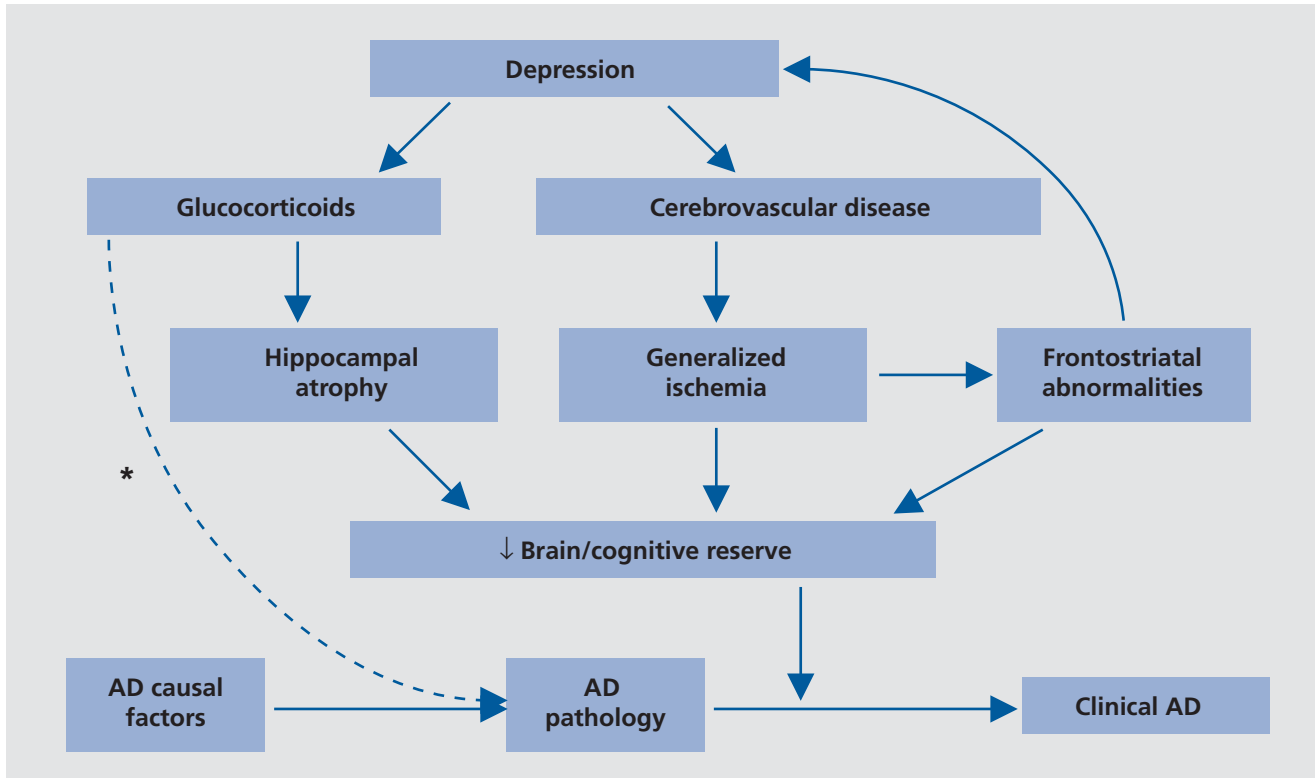 Depression
Glucocorticoids
Cerebrovascular disease
Hippocampal
atrophy
Generalized
ischemia
Frontostriatal
abnormalities
*
↓ Brain/cognitive reserve
AD causal
factors
AD
pathology
Clinical AD